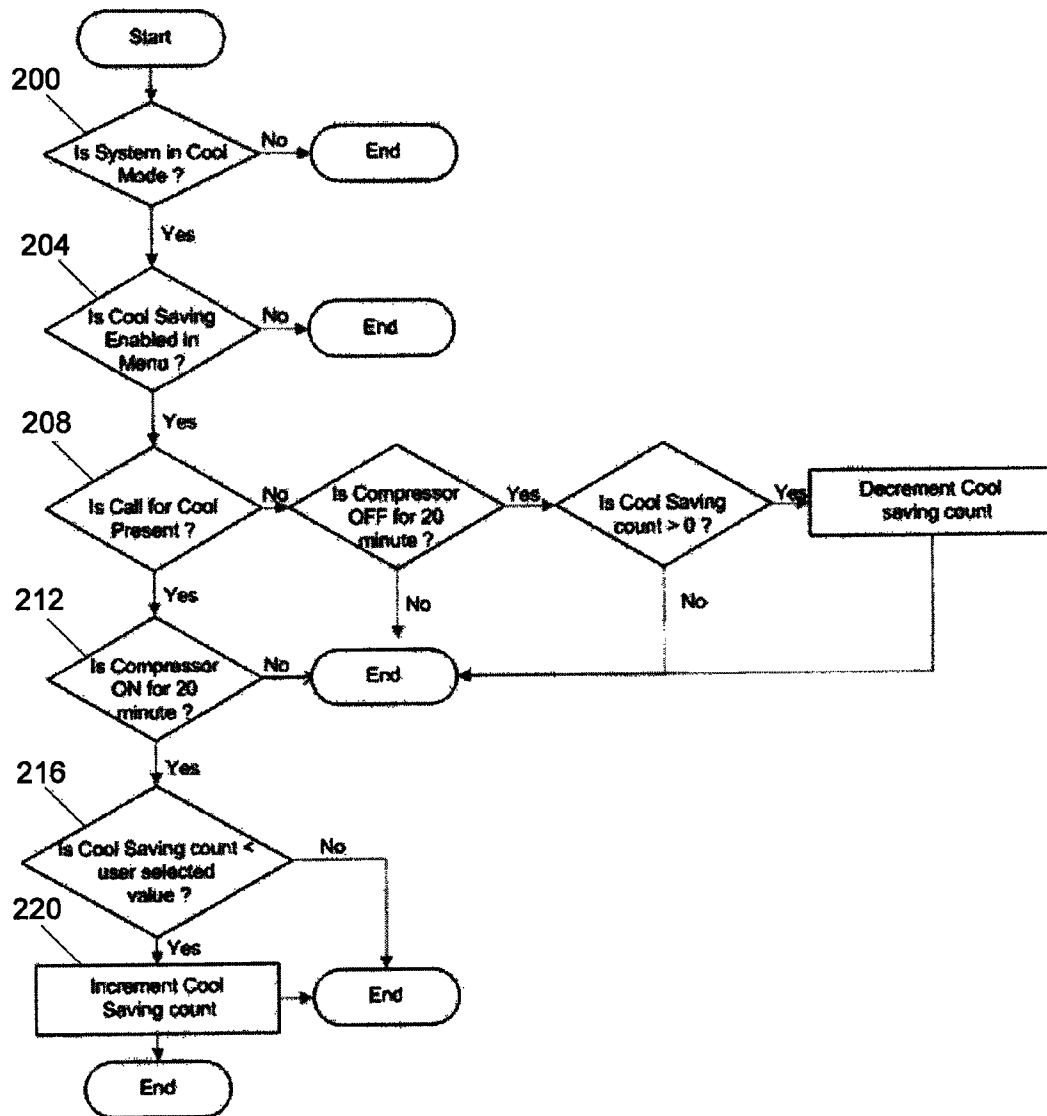 Start
200
Is System in Cool
Mode ?
No
End
Yes
204
Is Cool Saving
Enabled in
Menu ?
No
End
Yes
208
Is Call for Cool
Present ?
No
Is Compressor
OFF for 20
minute ?
Yes
Is Cool Saving
count > 0 ?
Yes
Decrement Cool
saving count
Yes
No
No
212
Is Compressor
ON for 20
minute ?
No
End
Yes
216
Is Cool Saving count <
user selected
value ?
No
220
Yes
Increment Cool
Saving count
End
End